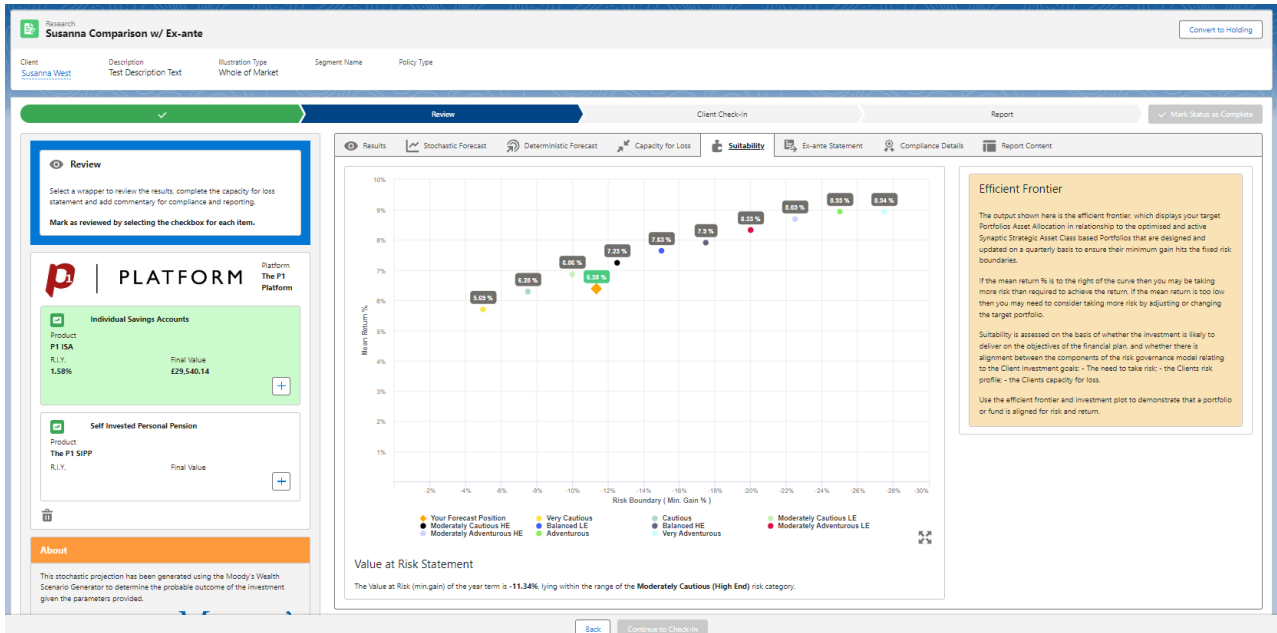 Research
Susanna Comparison w/ Ex-ante
Convert to Holding
Client
Description
Illustration Type
Segment Name
Policy Type
Susanna West
Test Description Text
Whole of Market
Review
Client Check-in
Report
Mark Status as Complete
Review
Select a wrapper to review the results, complete the capacity for loss
statement and add commentary for compliance and reporting.
Mark as reviewed by selecting the checkbox for each item.
P1 PLATFORM
Platform
The P1
Platform
Individual Savings Accounts
Product
P1 ISA
R.I.Y.
Final Value
1.58%
£29,540.14
Self Invested Personal Pension
Product
The P1 SIPP
R.I.Y.
Final Value
About
This stochastic projection has been generated using the Moody's Wealth
Scenario Generator to determine the probable outcome of the investment
given the parameters provided.
Results
Stochastic Forecast
Deterministic Forecast
Capacity for Loss
Suitability
Ex-ante Statement
Compliance Details
Report Content
10%
9%
8%
7%
6%
5%
4%
3%
2%
1%
Mean Return %
5.69 %
6.28 %
6.86 %
6.38 %
7.23 %
7.63 %
7.9 %
8.33 %
8.69 %
8.93 %
8.94 %
-2%
-4%
-6%
-8%
-10%
-12%
-14%
-16%
-18%
-20%
-22%
-24%
-26%
-28%
-30%
Risk Boundary ( Min. Gain % )
Your Forecast Position
Very Cautious
Cautious
Moderately Cautious LE
Moderately Cautious HE
Balanced LE
Balanced HE
Moderately Adventurous LE
Moderately Adventurous HE
Adventurous
Very Adventurous
Value at Risk Statement
The Value at Risk (min.gain) of the year term is -11.34%, lying within the range of the Moderately Cautious (High End) risk category.
Efficient Frontier
The output shown here is the efficient frontier, which displays your target
Portfolios Asset Allocation in relationship to the optimised and active
Synaptic Strategic Asset Class based Portfolios that are designed and
updated on a quarterly basis to ensure their minimum gain hits the fixed risk
boundaries.
If the mean return % is to the right of the curve then you may be taking
more risk than required to achieve the return, if the mean return is too low
then you may need to consider taking more risk by adjusting or changing
the target portfolio.
Suitability is assessed on the basis of whether the investment is likely to
deliver on the objectives of the financial plan, and whether there is
alignment between the components of the risk governance model relating
to the Client investment goals: - The need to take risk; - the Clients risk
profile; - the Clients capacity for loss.
Use the efficient frontier and investment plot to demonstrate that a portfolio
or fund is aligned for risk and return.
Back
Continue to Check-In